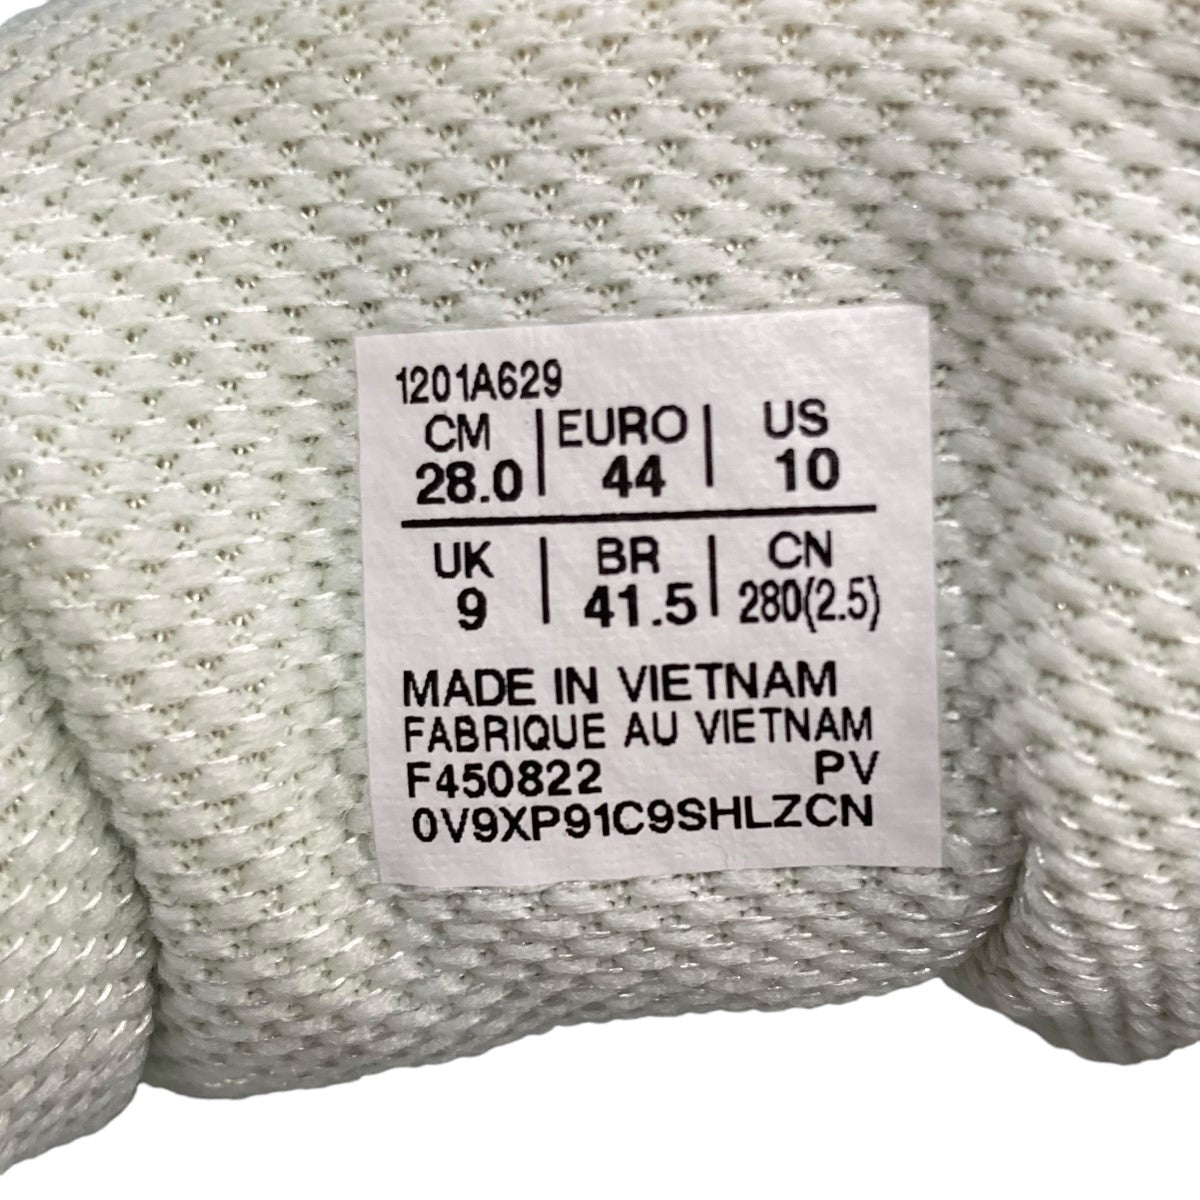 1201A629
CM | EURO | US
28.0 | 44 | 10
UK | BR | CN
9 | 41.5 | 280(2.5)
MADE IN VIETNAM
FABRIQUE AU VIETNAM
F450822 PV
0V9XP91C9SHLZCN